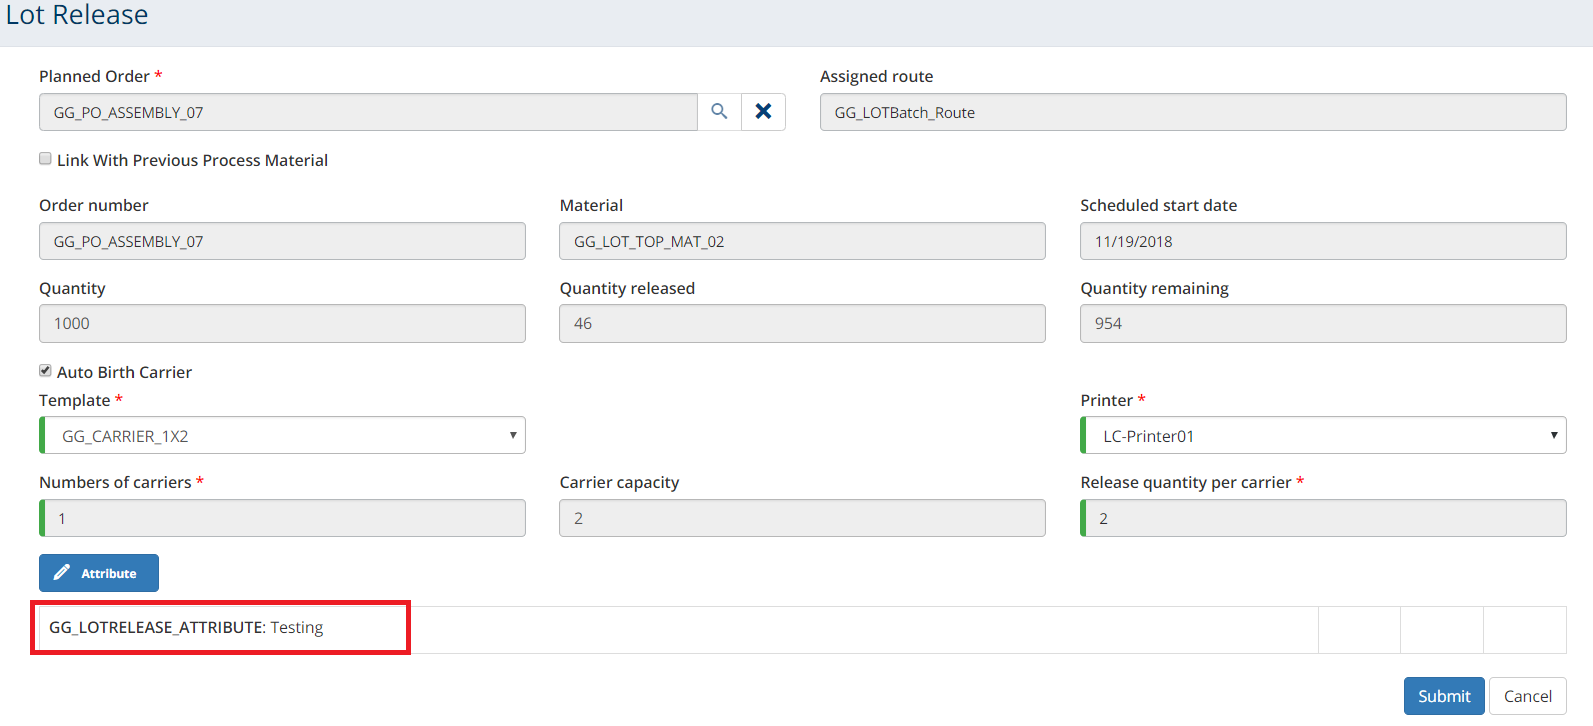 Lot Release
Planned Order *
Assigned route
GG_PO_ASSEMBLY_07
GG_LOTBatch_Route
Link With Previous Process Material
Order number
Material
Scheduled start date
GG_PO_ASSEMBLY_07
GG_LOT_TOP_MAT_02
11/19/2018
Quantity
Quantity released
Quantity remaining
1000
46
954
Auto Birth Carrier
Template *
Printer *
GG_CARRIER_1X2
LC-Printer01
Numbers of carriers *
Carrier capacity
Release quantity per carrier *
1
2
2
Attribute
GG_LOTRELEASE_ATTRIBUTE: Testing
Submit
Cancel